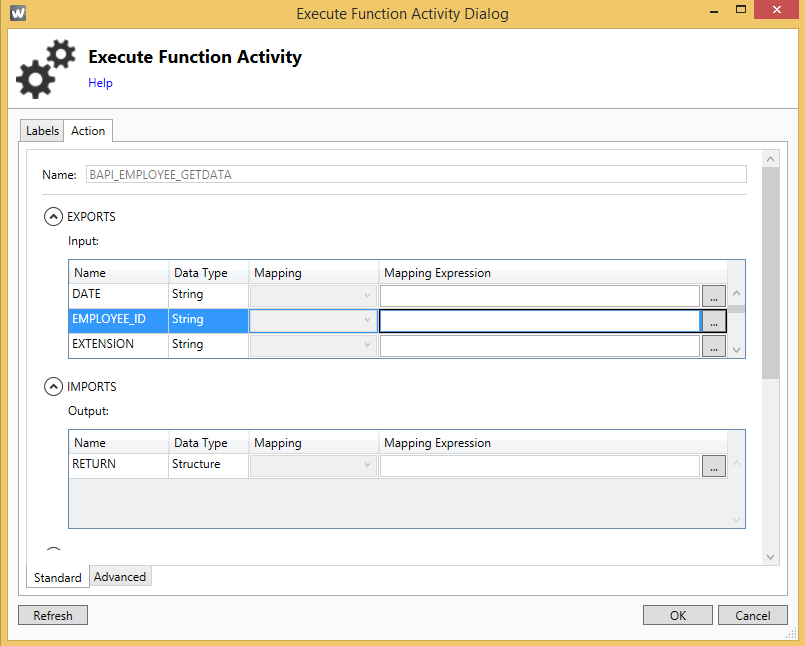 W
Execute Function Activity Dialog
Execute Function Activity
Help
Labels Action
Name: BAPI_EMPLOYEE_GETDATA
EXPORTS
Input:
Name Data Type Mapping Mapping Expression
DATE String ...
EMPLOYEE_ID String ...
EXTENSION String ...
IMPORTS
Output:
Name Data Type Mapping Mapping Expression
RETURN Structure ...
Standard Advanced
Refresh OK Cancel